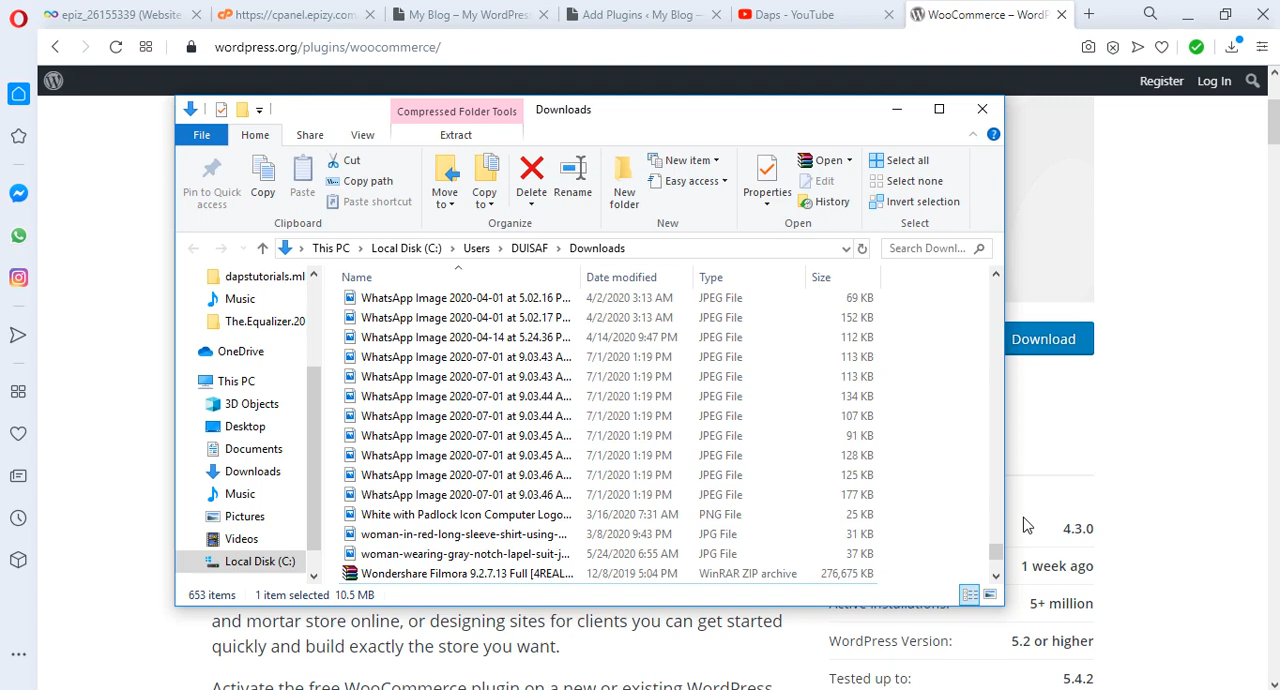 epiz_26155339 (Website
https://cpanel.epizy.com
My Blog – My WordPres
Add Plugins ‹ My Blog –
Daps - YouTube
WooCommerce – WordP
wordpress.org/plugins/woocommerce/
Register Log In
Compressed Folder Tools
Downloads
File Home Share View Extract
Pin to Quick access
Copy
Paste
Cut
Copy path
Paste shortcut
Clipboard
Move to
Copy to
Delete
Rename
Organize
New folder
New item
Easy access
New
Properties
Open
Edit
History
Open
Select all
Select none
Invert selection
Select
This PC > Local Disk (C:) > Users > DUISAF > Downloads
Search Downl...
dapstutorials.ml
Music
The.Equalizer.20
OneDrive
This PC
3D Objects
Desktop
Documents
Downloads
Music
Pictures
Videos
Local Disk (C:)
Name Date modified Type Size
WhatsApp Image 2020-04-01 at 5.02.16 P... 4/2/2020 3:13 AM JPEG File 69 KB
WhatsApp Image 2020-04-01 at 5.02.17 P... 4/2/2020 3:13 AM JPEG File 152 KB
WhatsApp Image 2020-04-14 at 5.24.36 P... 4/14/2020 9:47 PM JPEG File 112 KB
WhatsApp Image 2020-07-01 at 9.03.43 A... 7/1/2020 1:19 PM JPEG File 113 KB
WhatsApp Image 2020-07-01 at 9.03.43 A... 7/1/2020 1:19 PM JPEG File 113 KB
WhatsApp Image 2020-07-01 at 9.03.44 A... 7/1/2020 1:19 PM JPEG File 134 KB
WhatsApp Image 2020-07-01 at 9.03.44 A... 7/1/2020 1:19 PM JPEG File 107 KB
WhatsApp Image 2020-07-01 at 9.03.45 A... 7/1/2020 1:19 PM JPEG File 91 KB
WhatsApp Image 2020-07-01 at 9.03.45 A... 7/1/2020 1:19 PM JPEG File 128 KB
WhatsApp Image 2020-07-01 at 9.03.46 A... 7/1/2020 1:19 PM JPEG File 125 KB
WhatsApp Image 2020-07-01 at 9.03.46 A... 7/1/2020 1:19 PM JPEG File 177 KB
White with Padlock Icon Computer Logo... 3/16/2020 7:31 AM PNG File 25 KB
woman-in-red-long-sleeve-shirt-using-... 3/8/2020 9:43 PM JPG File 31 KB
woman-wearing-gray-notch-lapel-suit-j... 5/24/2020 6:55 AM JPG File 37 KB
Wondershare Filmora 9.2.7.13 Full [4REAL... 12/8/2019 5:04 PM WinRAR ZIP archive 276,675 KB
653 items 1 item selected 10.5 MB
Download
4.3.0
1 week ago
Active installations: 5+ million
WordPress Version: 5.2 or higher
Tested up to: 5.4.2
and mortar store online, or designing sites for clients you can get started
quickly and build exactly the store you want.
Activate the free WooCommerce plugin on a new or existing WordPress